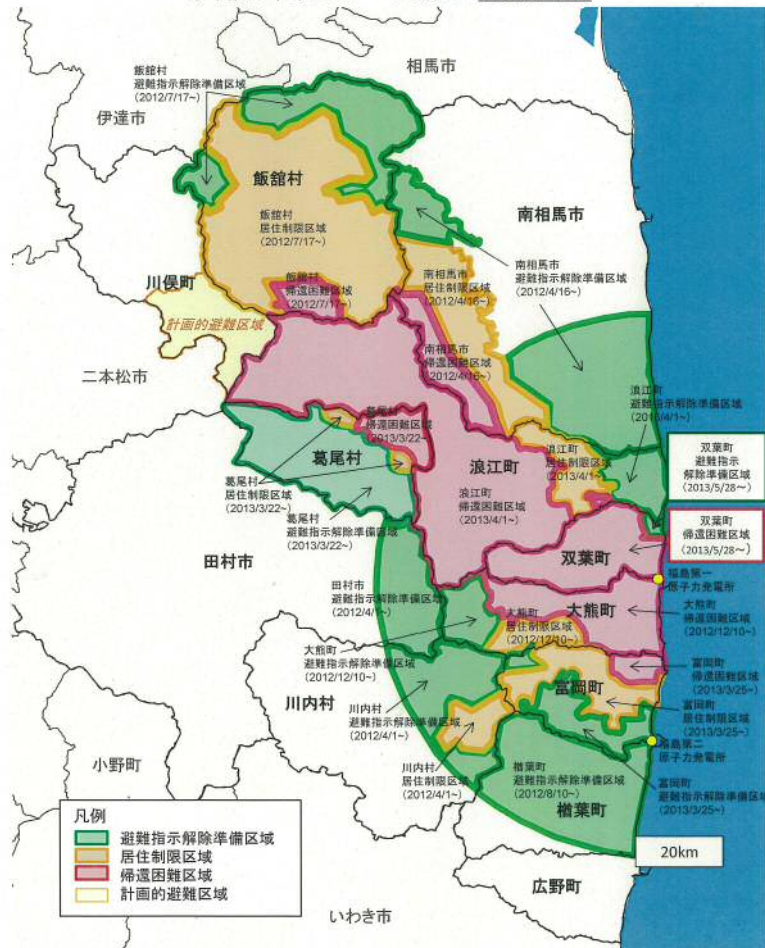 相馬市
飯舘村
避難指示解除準備区域
(2012/7/17~)
伊達市
飯舘村
南相馬市
飯舘村
居住制限区域
(2012/7/17~)
南相馬市
避難指示解除準備区域
(2012/4/16~)
川俣町
飯舘村
帰還困難区域
(2012/7/17~)
南相馬市
居住制限区域
(2012/4/16~)
計画的避難区域
南相馬市
帰還困難区域
(2012/4/16~)
二本松市
浪江町
避難指示解除準備区域
葛尾村
帰還困難区域
(2013/3/22~)
葛尾村
浪江町
浪江町
居住制限区域
(2013/4/1~)
双葉町
避難指示
解除準備区域
(2013/5/28~)
葛尾村
居住制限区域
(2013/3/22~)
浪江町
帰還困難区域
(2013/4/1~)
葛尾村
避難指示解除準備区域
(2013/3/22~)
双葉町
帰還困難区域
(2013/5/28~)
双葉町
田村市
福島第一
原子力発電所
田村市
避難指示解除準備区域
(2012/4/1~)
大熊町
大熊町
居住制限区域
(2012/12/10~)
大熊町
帰還困難区域
(2012/12/10~)
大熊町
避難指示解除準備区域
(2012/12/10~)
富岡町
帰還困難区域
(2013/3/25~)
川内村
富岡町
川内村
避難指示解除準備区域
(2012/4/1~)
富岡町
居住制限区域
(2013/3/25~)
福島第二
原子力発電所
小野町
川内村
居住制限区域
(2012/4/1~)
楢葉町
避難指示解除準備区域
(2012/8/10~)
富岡町
避難指示解除準備区域
(2013/3/25~)
楢葉町
凡例
避難指示解除準備区域
居住制限区域
帰還困難区域
計画的避難区域
20km
広野町
いわき市